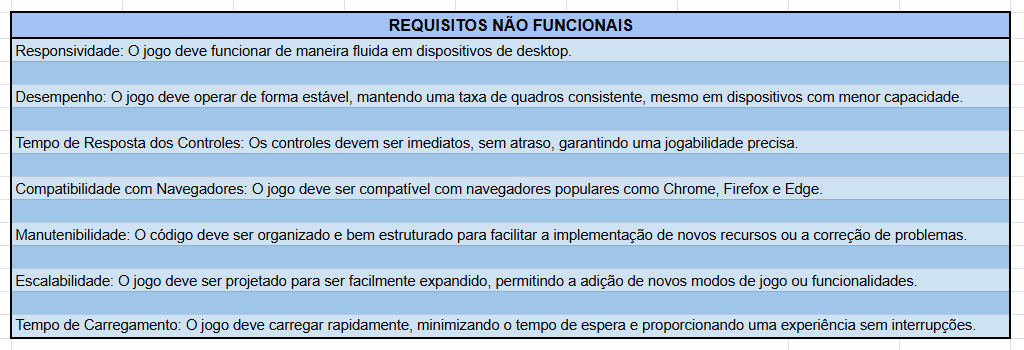 REQUISITOS NÃO FUNCIONAIS
Responsividade: O jogo deve funcionar de maneira fluida em dispositivos de desktop.
Desempenho: O jogo deve operar de forma estável, mantendo uma taxa de quadros consistente, mesmo em dispositivos com menor capacidade.
Tempo de Resposta dos Controles: Os controles devem ser imediatos, sem atraso, garantindo uma jogabilidade precisa.
Compatibilidade com Navegadores: O jogo deve ser compatível com navegadores populares como Chrome, Firefox e Edge.
Manutenibilidade: O código deve ser organizado e bem estruturado para facilitar a implementação de novos recursos ou a correção de problemas.
Escalabilidade: O jogo deve ser projetado para ser facilmente expandido, permitindo a adição de novos modos de jogo ou funcionalidades.
Tempo de Carregamento: O jogo deve carregar rapidamente, minimizando o tempo de espera e proporcionando uma experiência sem interrupções.